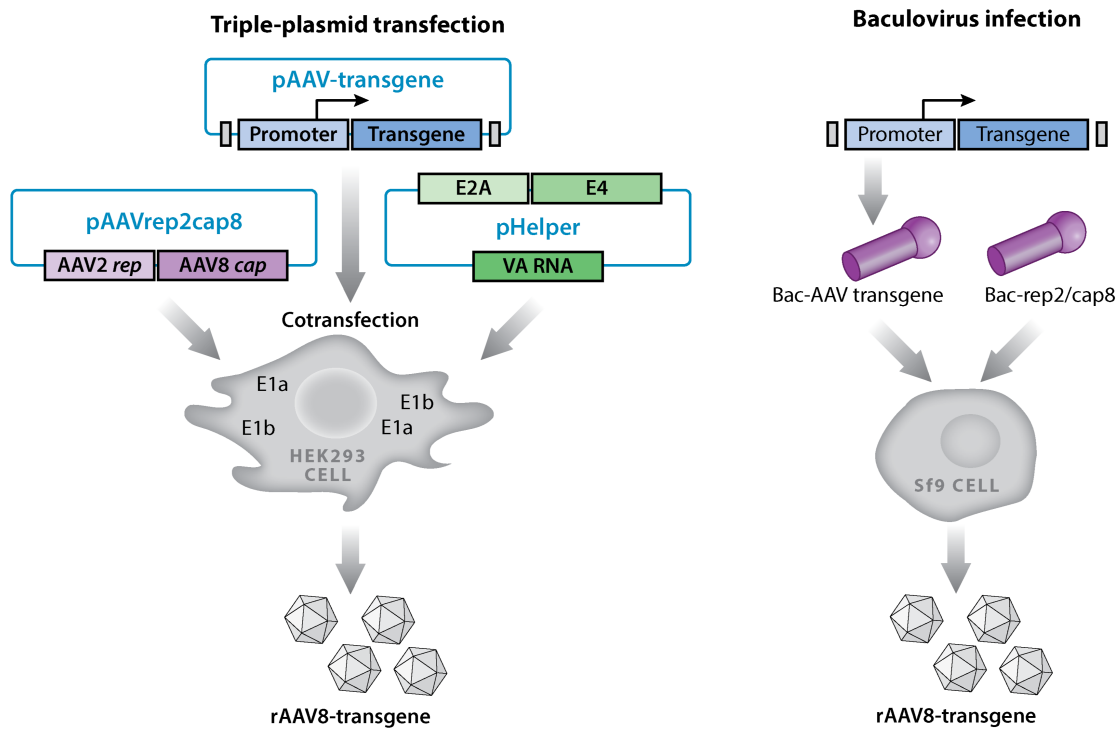 Triple-plasmid transfection
pAAV-transgene
Promoter
Transgene
pAAVrep2cap8
AAV2 rep
AAV8 cap
E2A
E4
pHelper
VA RNA
Cotransfection
E1a
E1b
E1b
E1a
HEK293
CELL
rAAV8-transgene
Baculovirus infection
Promoter
Transgene
Bac-AAV transgene
Bac-rep2/cap8
Sf9 CELL
rAAV8-transgene